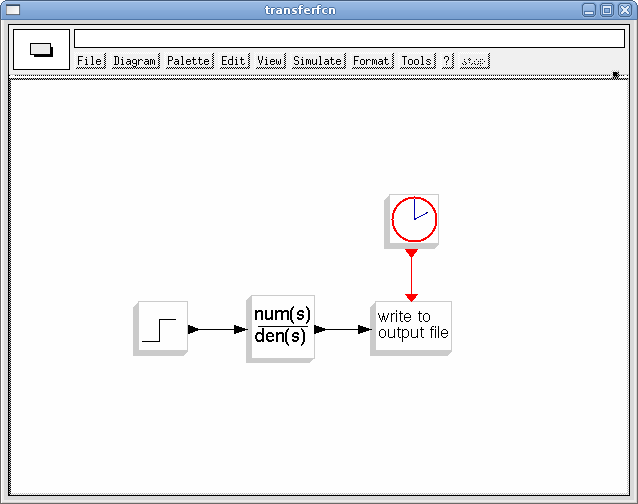 transferfcn
File Diagram Palette Edit View Simulate Format Tools ? stop
num(s)
den(s)
write to
output file